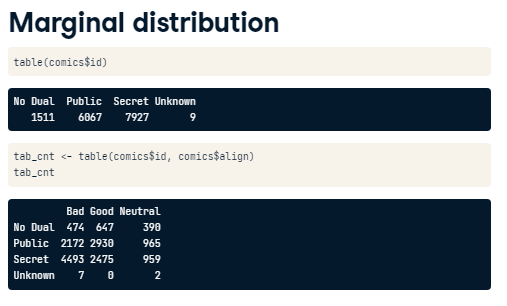 Marginal distribution
table(comics$id)
No Dual  Public  Secret Unknown
   1511    6067    7927       9
tab_cnt <- table(comics$id, comics$align)
tab_cnt
         Bad Good Neutral
No Dual  474  647     390
Public  2172 2930     965
Secret  4493 2475     959
Unknown    7    0       2